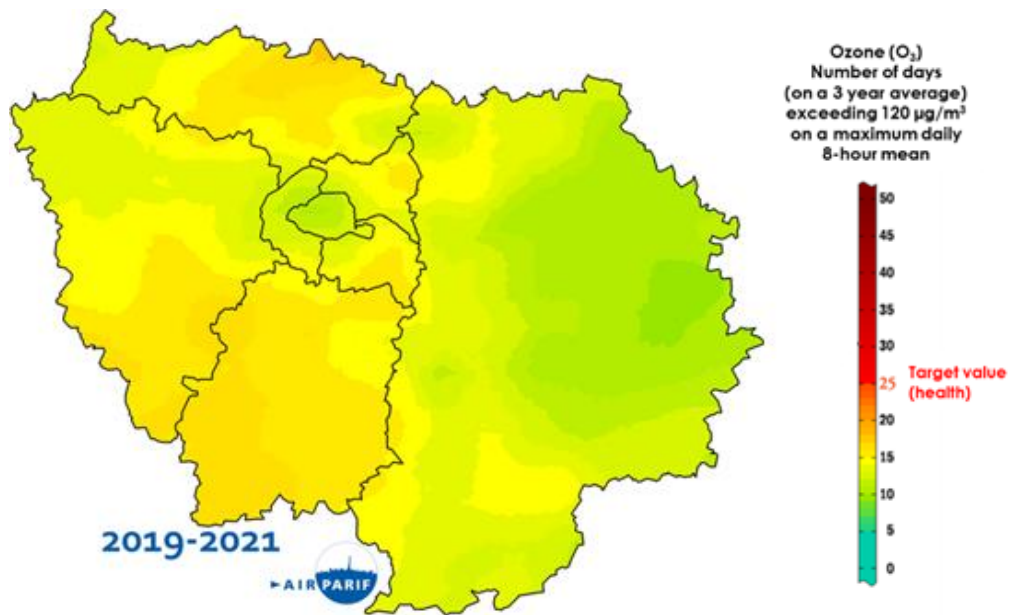 Ozone (O₃)
Number of days
(on a 3 year average)
exceeding 120 µg/m³
on a maximum daily
8-hour mean
50
45
40
35
30
25 Target value
(health)
20
15
10
5
0
2019-2021
AIRPARIF